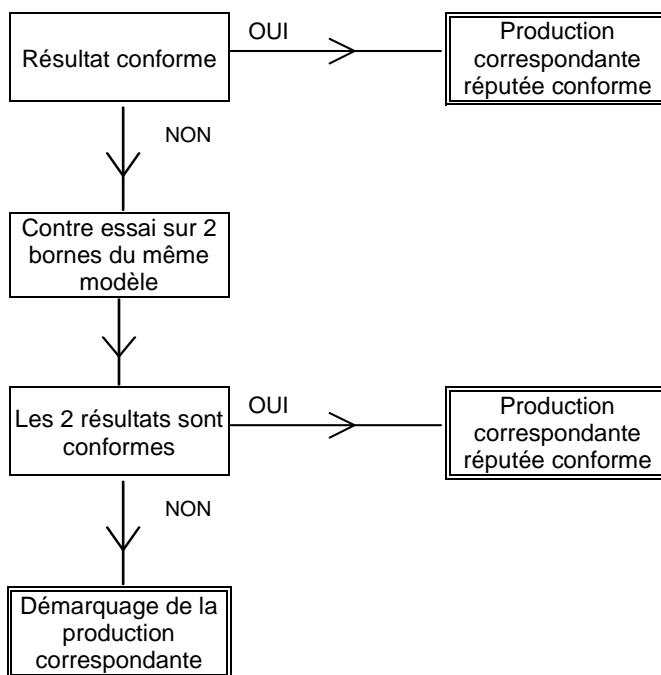 Résultat conforme
OUI
Production
correspondante
réputée conforme
NON
Contre essai sur 2
bornes du même
modèle
Les 2 résultats sont
conformes
OUI
Production
correspondante
réputée conforme
NON
Démarquage de la
production
correspondante